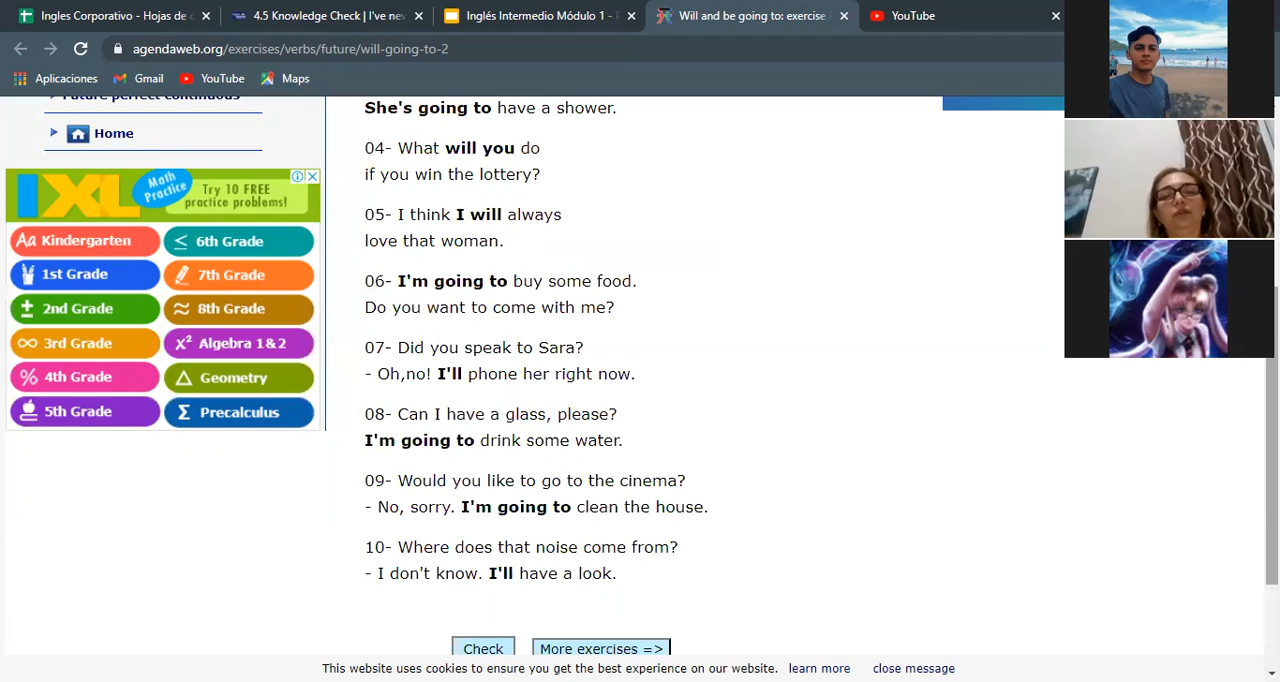 Ingles Corporativo - Hojas de c
4.5 Knowledge Check | I've nev
Inglés Intermedio Módulo 1 - 
Will and be going to: exercise 2
YouTube
agendaweb.org/exercises/verbs/future/will-going-to-2
Aplicaciones
Gmail
YouTube
Maps
Future perfect continuous
Home
IXL
Math Practice
Try 10 FREE
practice problems!
Aa Kindergarten
≤ 6th Grade
1st Grade
7th Grade
± 2nd Grade
≈ 8th Grade
∞ 3rd Grade
x² Algebra 1 & 2
% 4th Grade
Geometry
5th Grade
Σ Precalculus
She's going to have a shower.
04- What will you do
if you win the lottery?
05- I think I will always
love that woman.
06- I'm going to buy some food.
Do you want to come with me?
07- Did you speak to Sara?
- Oh,no! I'll phone her right now.
08- Can I have a glass, please?
I'm going to drink some water.
09- Would you like to go to the cinema?
- No, sorry. I'm going to clean the house.
10- Where does that noise come from?
- I don't know. I'll have a look.
Check
More exercises =>
This website uses cookies to ensure you get the best experience on our website. learn more close message